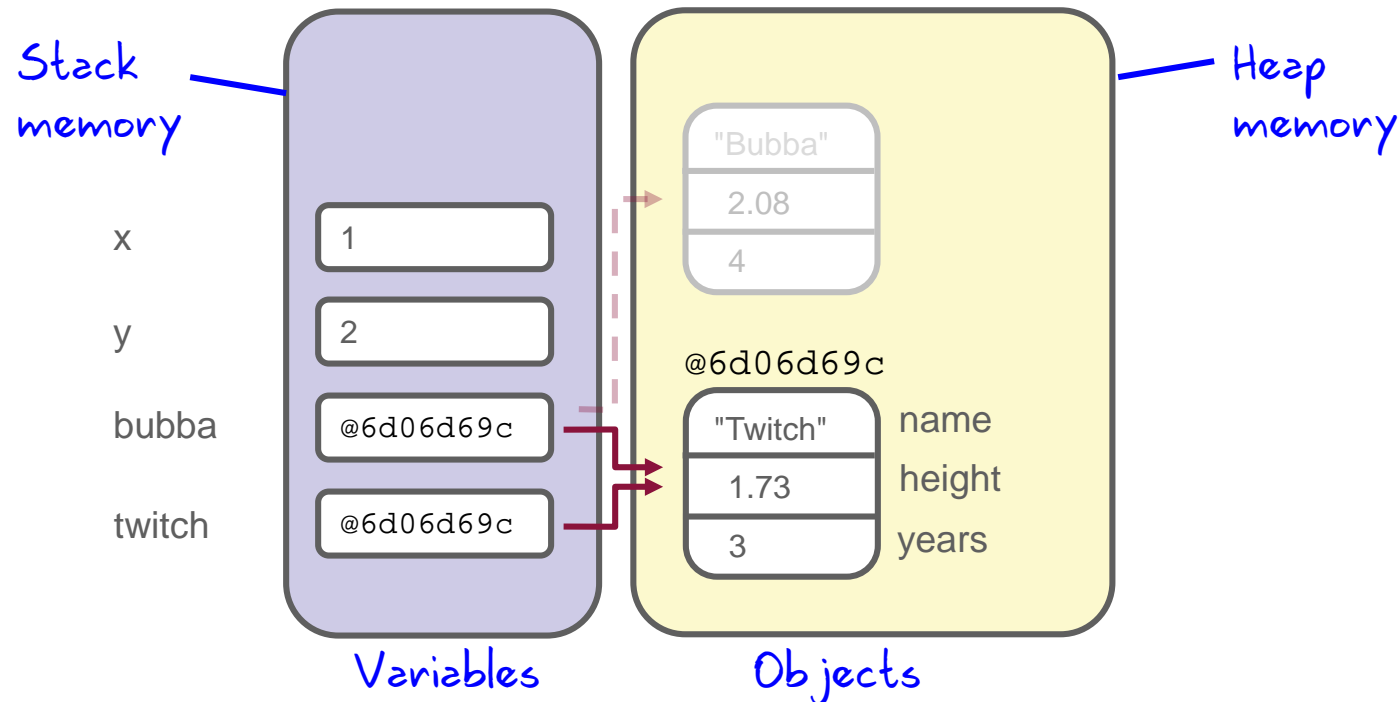 Stack
memory
Heap
memory
"Bubba"
2.08
4
x
1
y
2
@6d06d69c
bubba
@6d06d69c
"Twitch"
name
1.73
height
twitch
@6d06d69c
3
years
Variables
Objects